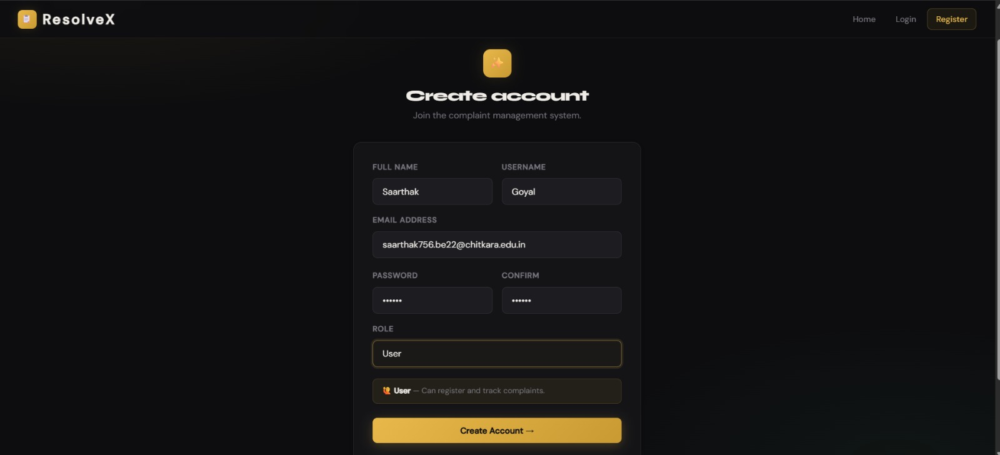 ResolveX
Home Login Register
Create account
Join the complaint management system.
FULL NAME USERNAME
Saarthak Goyal
EMAIL ADDRESS
saarthak756.be22@chitkara.edu.in
PASSWORD CONFIRM
•••••• ••••••
ROLE
User
User — Can register and track complaints.
Create Account →